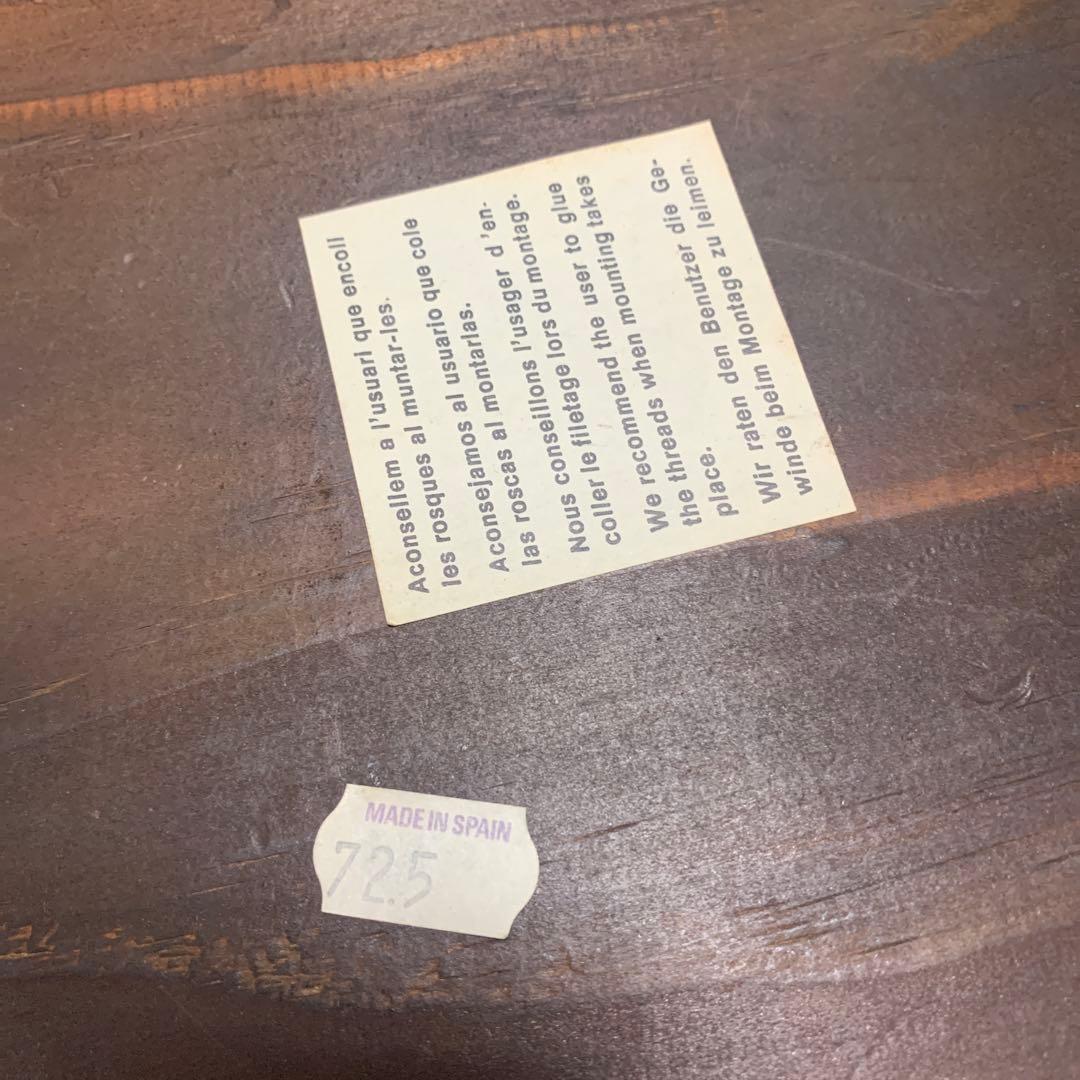 Aconsellem a l'usuari que encoli
les rosques al muntar-les.
Aconsejamos al usuario que cole
las roscas al montarlas.
Nous conseillons l'usager d'en-
coller le filetage lors du montage.
We recommend the user to glue
the threads when mounting takes
place.
Wir raten den Benutzer die Ge-
winde beim Montage zu leimen.
MADE IN SPAIN
72.5